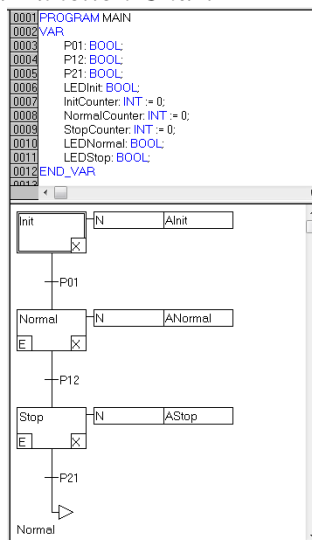 0001 PROGRAM MAIN
0002 VAR
0003 P01: BOOL;
0004 P12: BOOL;
0005 P21: BOOL;
0006 LEDInit: BOOL;
0007 InitCounter: INT := 0;
0008 NormalCounter: INT := 0;
0009 StopCounter: INT := 0;
0010 LEDNormal: BOOL;
0011 LEDStop: BOOL;
0012 END_VAR
0013
Init N AInit
X
P01
Normal N ANormal
E X
P12
Stop N AStop
E X
P21
Normal